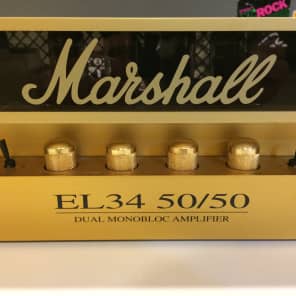 ROCK
Marshall
EL34 50/50
DUAL MONOBLOC AMPLIFIER